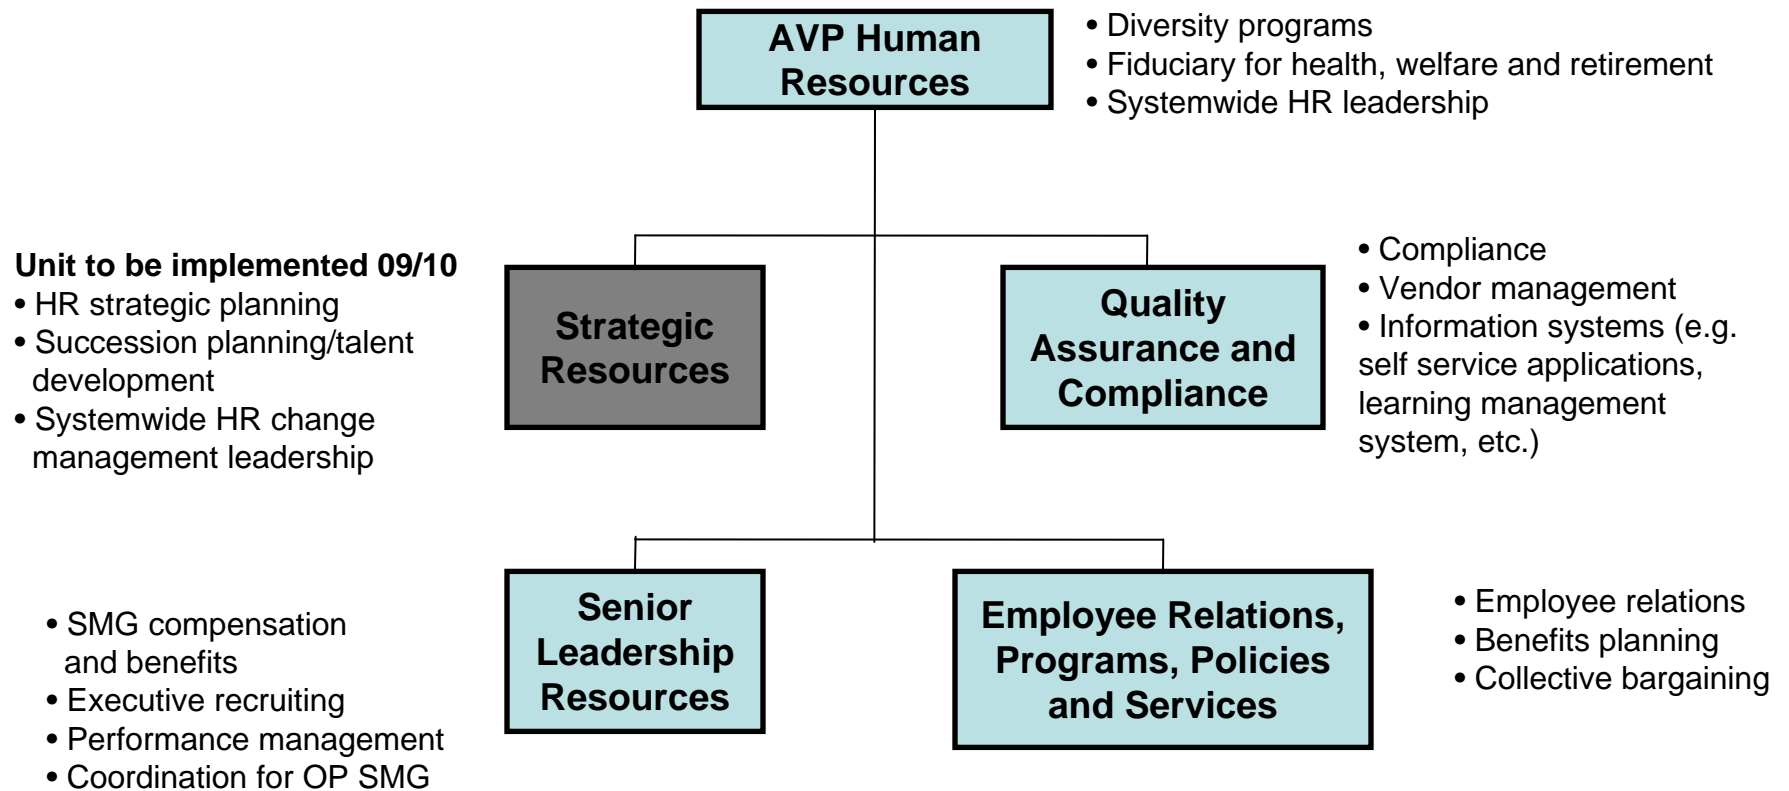 AVP Human
Resources
• Diversity programs
• Fiduciary for health, welfare and retirement
• Systemwide HR leadership
Unit to be implemented 09/10
• HR strategic planning
• Succession planning/talent
development
• Systemwide HR change
management leadership
Strategic
Resources
Quality
Assurance and
Compliance
• Compliance
• Vendor management
• Information systems (e.g.
self service applications,
learning management
system, etc.)
• SMG compensation
and benefits
• Executive recruiting
• Performance management
• Coordination for OP SMG
Senior
Leadership
Resources
Employee Relations,
Programs, Policies
and Services
• Employee relations
• Benefits planning
• Collective bargaining